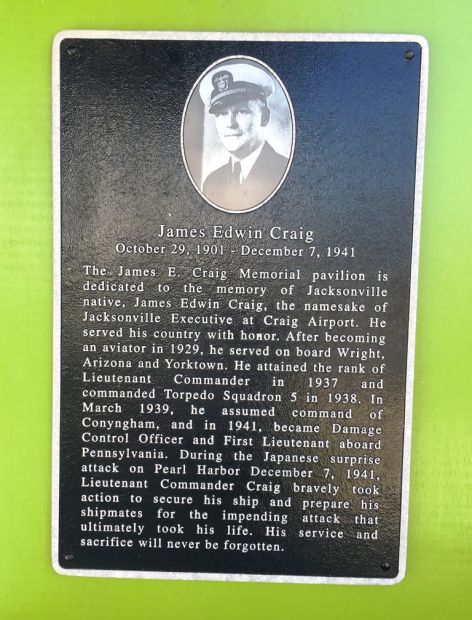 James Edwin Craig
October 29, 1901 - December 7, 1941
The James E. Craig Memorial pavilion is
dedicated to the memory of Jacksonville
native, James Edwin Craig, the namesake of
Jacksonville Executive at Craig Airport. He
served his country with honor. After becoming
an aviator in 1929, he served on board Wright,
Arizona and Yorktown. He attained the rank of
Lieutenant Commander in 1937 and
commanded Torpedo Squadron 5 in 1938. In
March 1939, he assumed command of
Conyngham, and in 1941, became Damage
Control Officer and First Lieutenant aboard
Pennsylvania. During the Japanese surprise
attack on Pearl Harbor December 7, 1941,
Lieutenant Commander Craig bravely took
action to secure his ship and prepare his
shipmates for the impending attack that
ultimately took his life. His service and
sacrifice will never be forgotten.